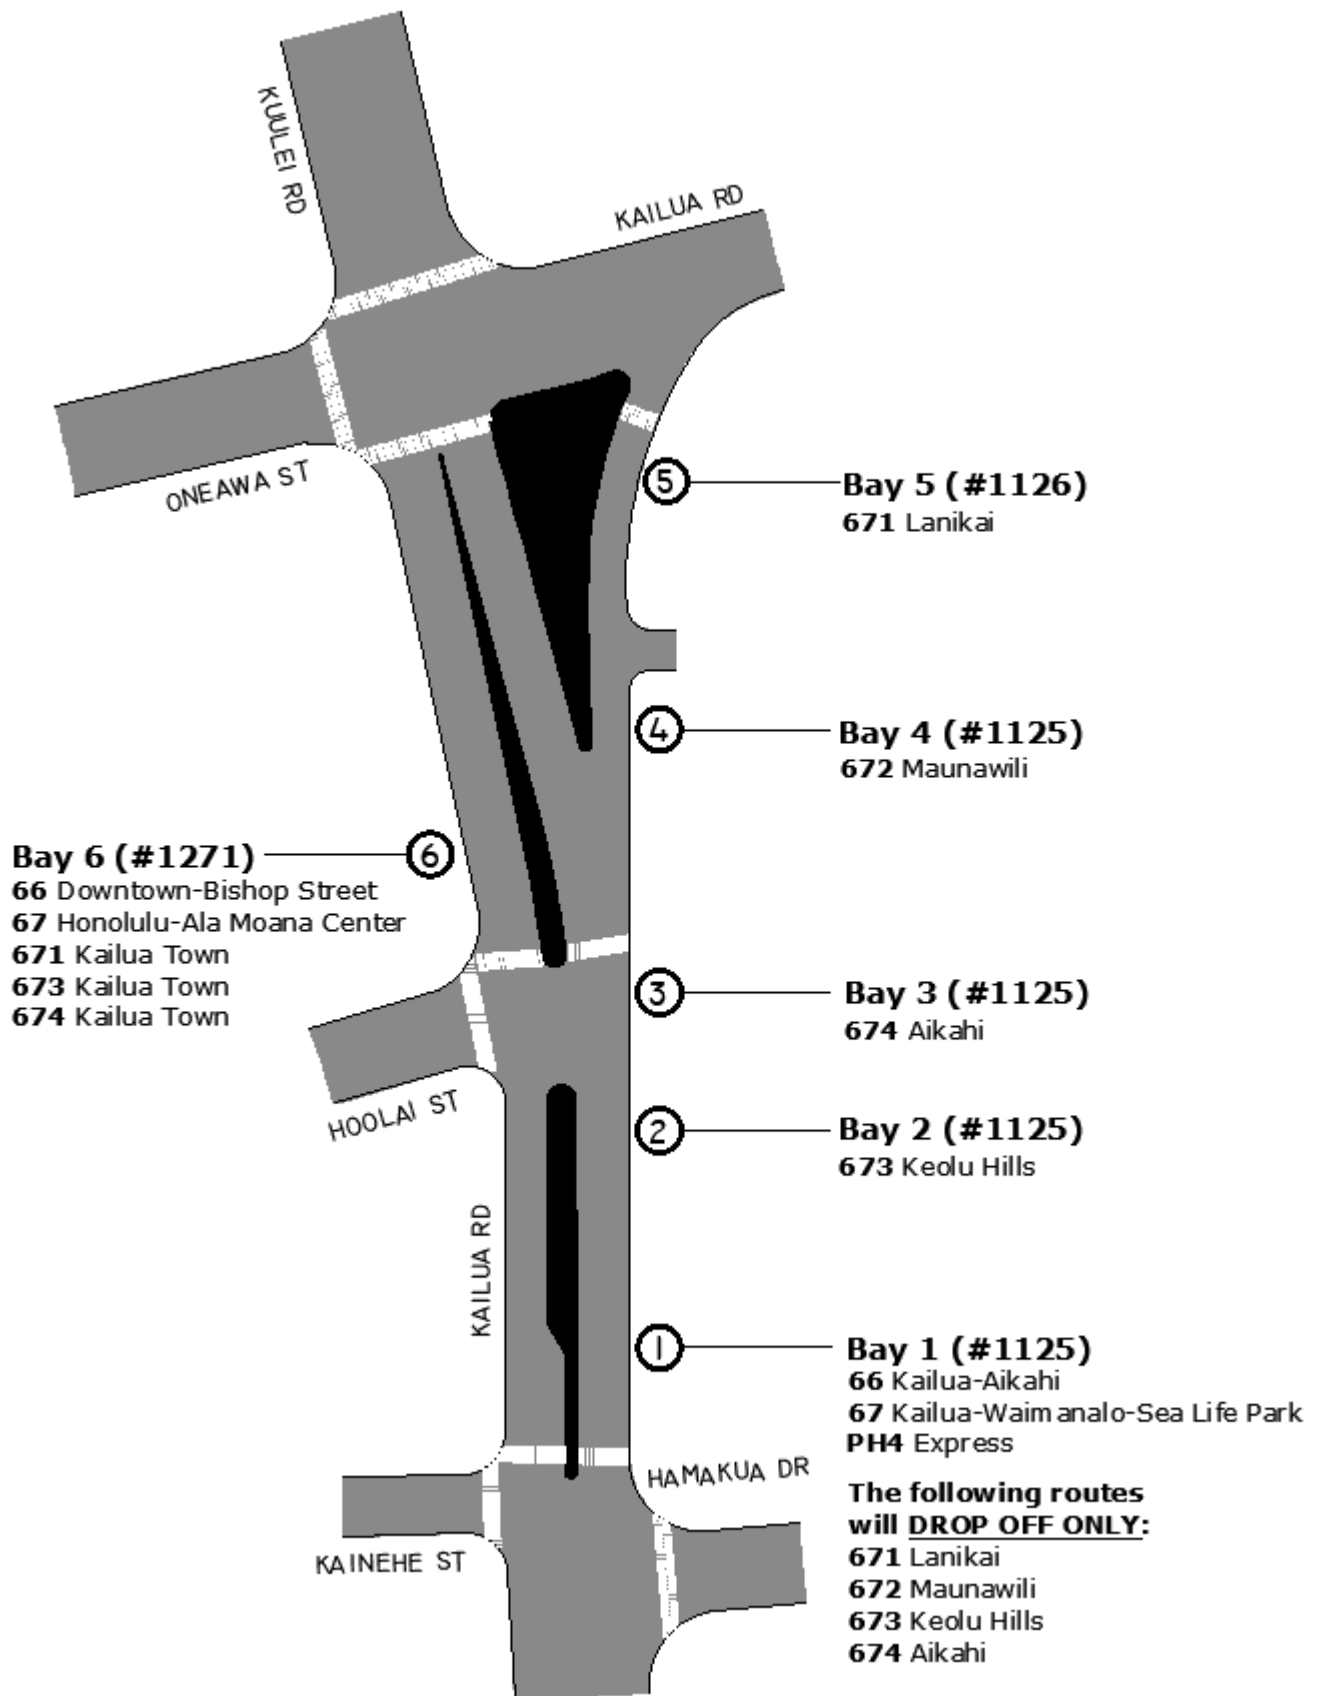 KUULEI RD
KAILUA RD
ONEAWA ST
5
Bay 5 (#1126)
671 Lanikai
4
Bay 4 (#1125)
672 Maunawili
6
Bay 6 (#1271)
66 Downtown-Bishop Street
67 Honolulu-Ala Moana Center
671 Kailua Town
673 Kailua Town
674 Kailua Town
3
Bay 3 (#1125)
674 Aikahi
HOOLAI ST
2
Bay 2 (#1125)
673 Keolu Hills
KAILUA RD
1
Bay 1 (#1125)
66 Kailua-Aikahi
67 Kailua-Waimanalo-Sea Life Park
PH4 Express
HAMAKUA DR
The following routes
will DROP OFF ONLY:
671 Lanikai
672 Maunawili
673 Keolu Hills
674 Aikahi
KAINEHE ST